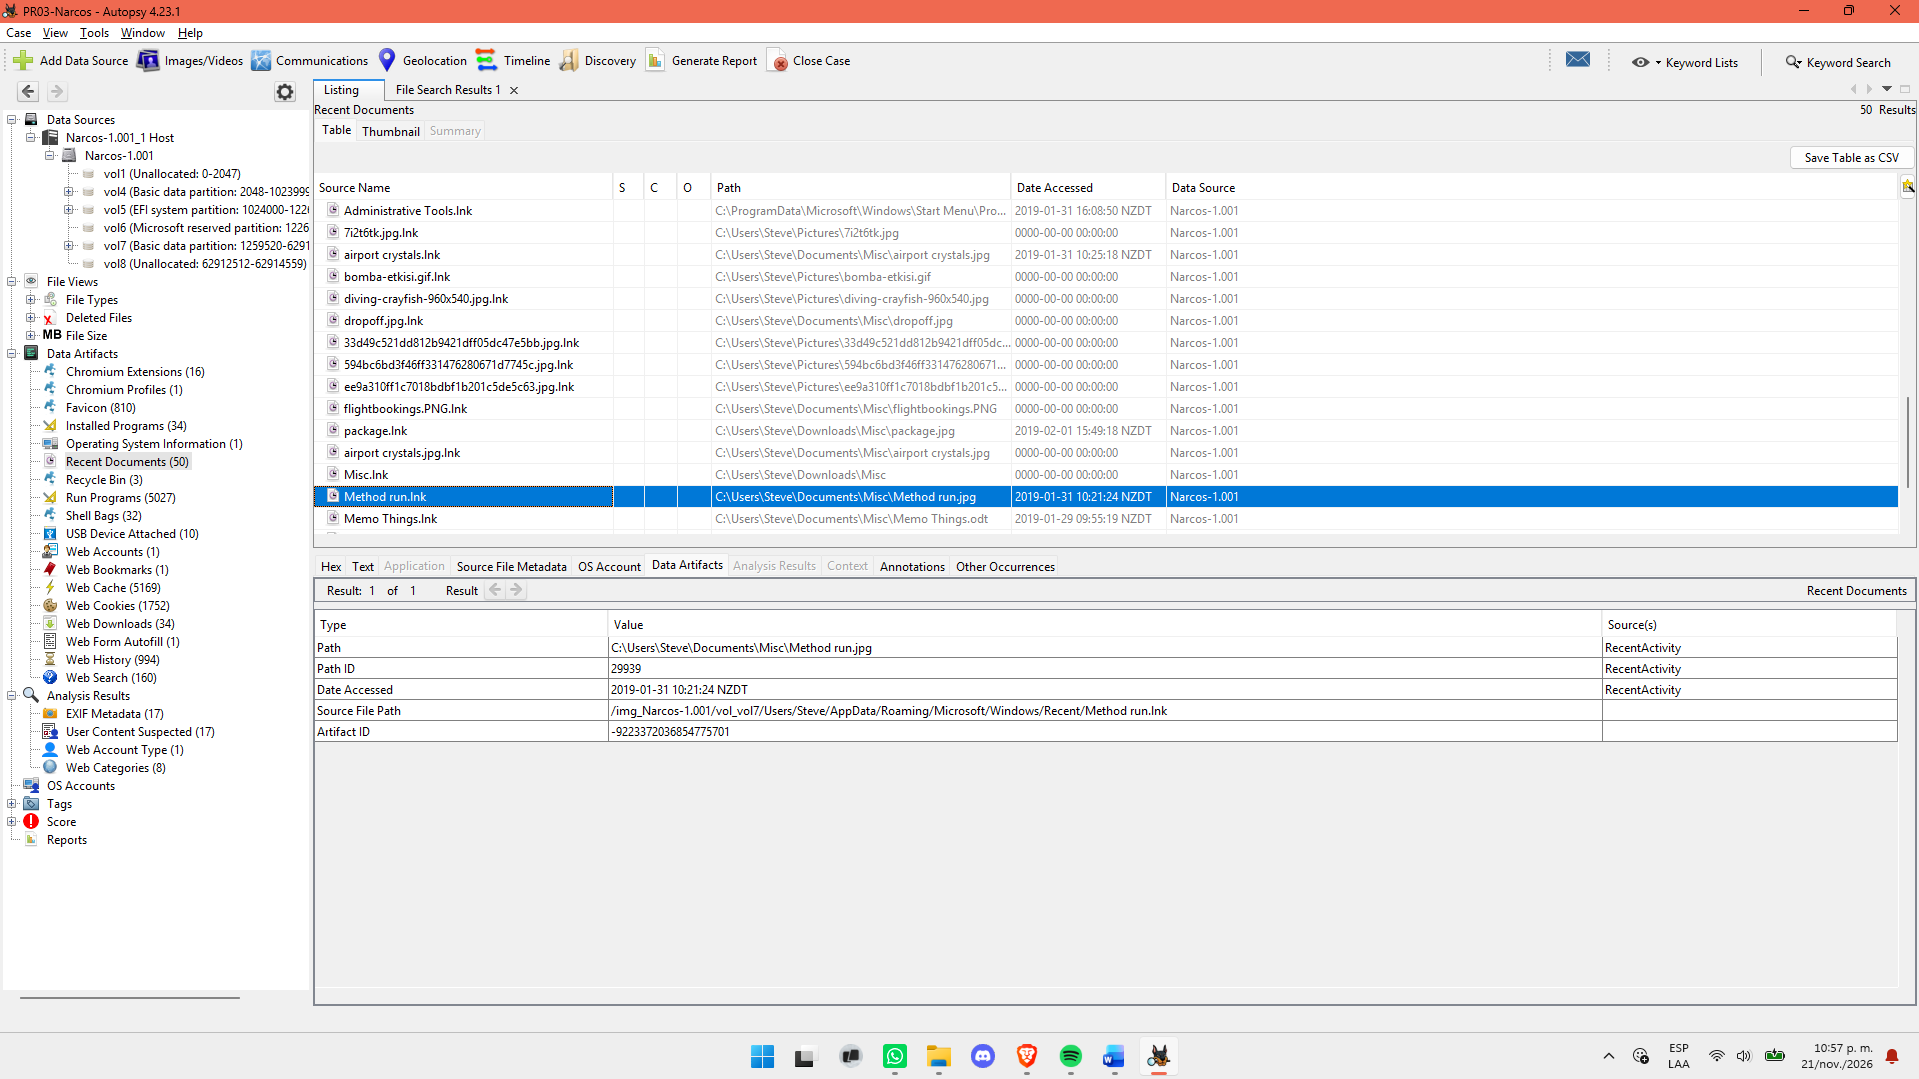 PR03-Narcos - Autopsy 4.23.1
Case View Tools Window Help
Add Data Source Images/Videos Communications Geolocation Timeline Discovery Generate Report Close Case Keyword Lists Keyword Search
Listing File Search Results 1
Recent Documents 50 Results
Table Thumbnail Summary
Save Table as CSV
Data Sources
Narcos-1.001_1 Host
Narcos-1.001
vol1 (Unallocated: 0-2047)
vol4 (Basic data partition: 2048-1023999
vol5 (EFI system partition: 1024000-1226
vol6 (Microsoft reserved partition: 1226
vol7 (Basic data partition: 1259520-6291
vol8 (Unallocated: 62912512-62914559)
File Views
File Types
Deleted Files
MB File Size
Data Artifacts
Chromium Extensions (16)
Chromium Profiles (1)
Favicon (810)
Installed Programs (34)
Operating System Information (1)
Recent Documents (50)
Recycle Bin (3)
Run Programs (5027)
Shell Bags (32)
USB Device Attached (10)
Web Accounts (1)
Web Bookmarks (1)
Web Cache (5169)
Web Cookies (1752)
Web Downloads (34)
Web Form Autofill (1)
Web History (994)
Web Search (160)
Analysis Results
EXIF Metadata (17)
User Content Suspected (17)
Web Account Type (1)
Web Categories (8)
OS Accounts
Tags
Score
Reports
Source Name S C O Path Date Accessed Data Source
Administrative Tools.lnk C:\ProgramData\Microsoft\Windows\Start Menu\Pro... 2019-01-31 16:08:50 NZDT Narcos-1.001
7i2t6tk.jpg.lnk C:\Users\Steve\Pictures\7i2t6tk.jpg 0000-00-00 00:00:00 Narcos-1.001
airport crystals.lnk C:\Users\Steve\Documents\Misc\airport crystals.jpg 2019-01-31 10:25:18 NZDT Narcos-1.001
bomba-etkisi.gif.lnk C:\Users\Steve\Pictures\bomba-etkisi.gif 0000-00-00 00:00:00 Narcos-1.001
diving-crayfish-960x540.jpg.lnk C:\Users\Steve\Pictures\diving-crayfish-960x540.jpg 0000-00-00 00:00:00 Narcos-1.001
dropoff.jpg.lnk C:\Users\Steve\Documents\Misc\dropoff.jpg 0000-00-00 00:00:00 Narcos-1.001
33d49c521dd812b9421dff05dc47e5bb.jpg.lnk C:\Users\Steve\Pictures\33d49c521dd812b9421dff05dc... 0000-00-00 00:00:00 Narcos-1.001
594bc6bd3f46ff331476280671d7745c.jpg.lnk C:\Users\Steve\Pictures\594bc6bd3f46ff331476280671... 0000-00-00 00:00:00 Narcos-1.001
ee9a310ff1c7018bdbf1b201c5de5c63.jpg.lnk C:\Users\Steve\Pictures\ee9a310ff1c7018bdbf1b201c5... 0000-00-00 00:00:00 Narcos-1.001
flightbookings.PNG.lnk C:\Users\Steve\Documents\Misc\flightbookings.PNG 0000-00-00 00:00:00 Narcos-1.001
package.lnk C:\Users\Steve\Downloads\Misc\package.jpg 2019-02-01 15:49:18 NZDT Narcos-1.001
airport crystals.jpg.lnk C:\Users\Steve\Documents\Misc\airport crystals.jpg 0000-00-00 00:00:00 Narcos-1.001
Misc.lnk C:\Users\Steve\Downloads\Misc 0000-00-00 00:00:00 Narcos-1.001
Method run.lnk C:\Users\Steve\Documents\Misc\Method run.jpg 2019-01-31 10:21:24 NZDT Narcos-1.001
Memo Things.lnk C:\Users\Steve\Documents\Misc\Memo Things.odt 2019-01-29 09:55:19 NZDT Narcos-1.001
Hex Text Application Source File Metadata OS Account Data Artifacts Analysis Results Context Annotations Other Occurrences
Result: 1 of 1 Result Recent Documents
Type Value Source(s)
Path C:\Users\Steve\Documents\Misc\Method run.jpg RecentActivity
Path ID 29939 RecentActivity
Date Accessed 2019-01-31 10:21:24 NZDT RecentActivity
Source File Path /img_Narcos-1.001/vol_vol7/Users/Steve/AppData/Roaming/Microsoft/Windows/Recent/Method run.lnk
Artifact ID -9223372036854775701
ESP
LAA
10:57 p. m.
21/nov./2026